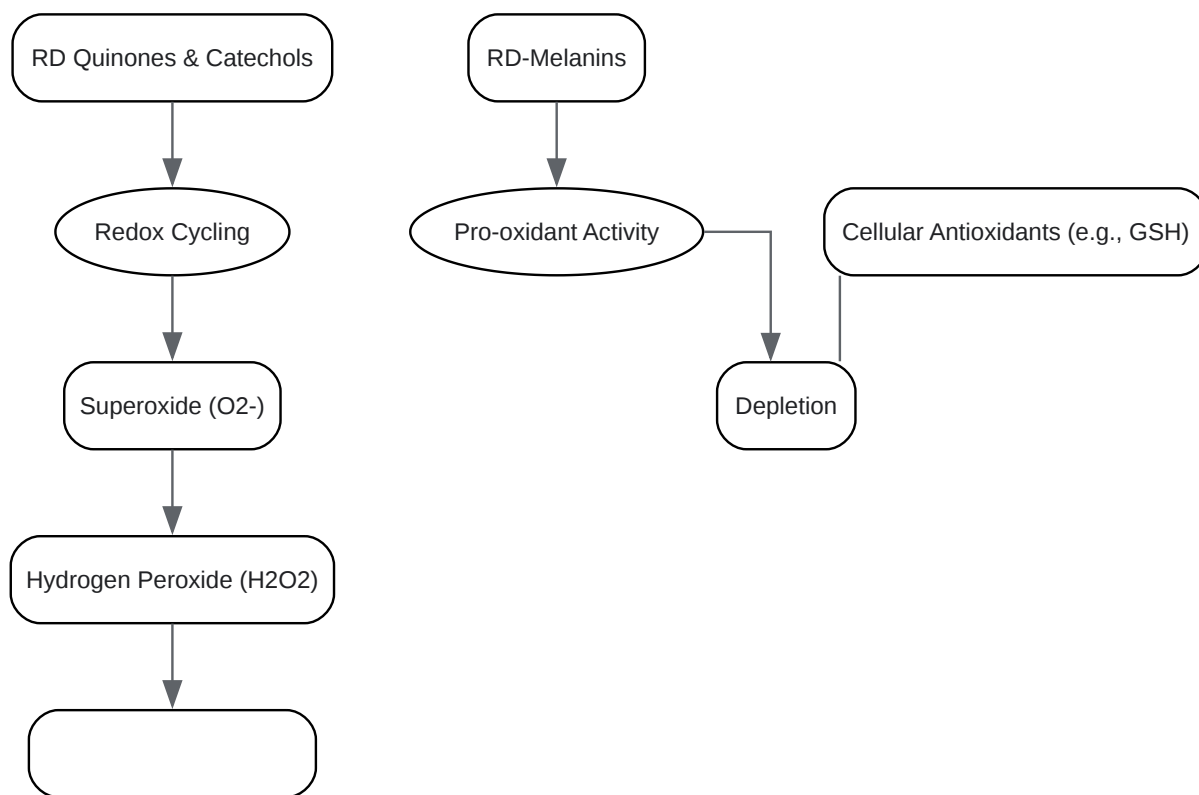 RD Quinones & Catechols
RD-Melanins
Redox Cycling
Pro-oxidant Activity
Cellular Antioxidants (e.g., GSH)
Superoxide (O2-)
Depletion
Hydrogen Peroxide (H2O2)